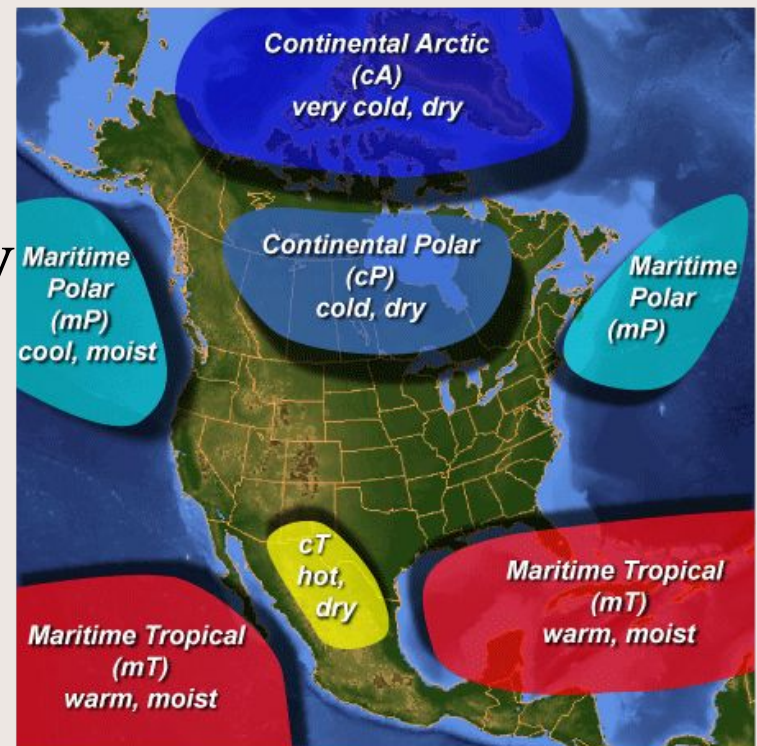 Continental Arctic
(cA)
very cold, dry
y
Maritime
Polar
(mP)
cool, moist
Continental Polar
(cP)
cold, dry
Maritime
Polar
(mP)
cT
hot,
dry
Maritime Tropical
(mT)
warm, moist
Maritime Tropical
(mT)
warm, moist